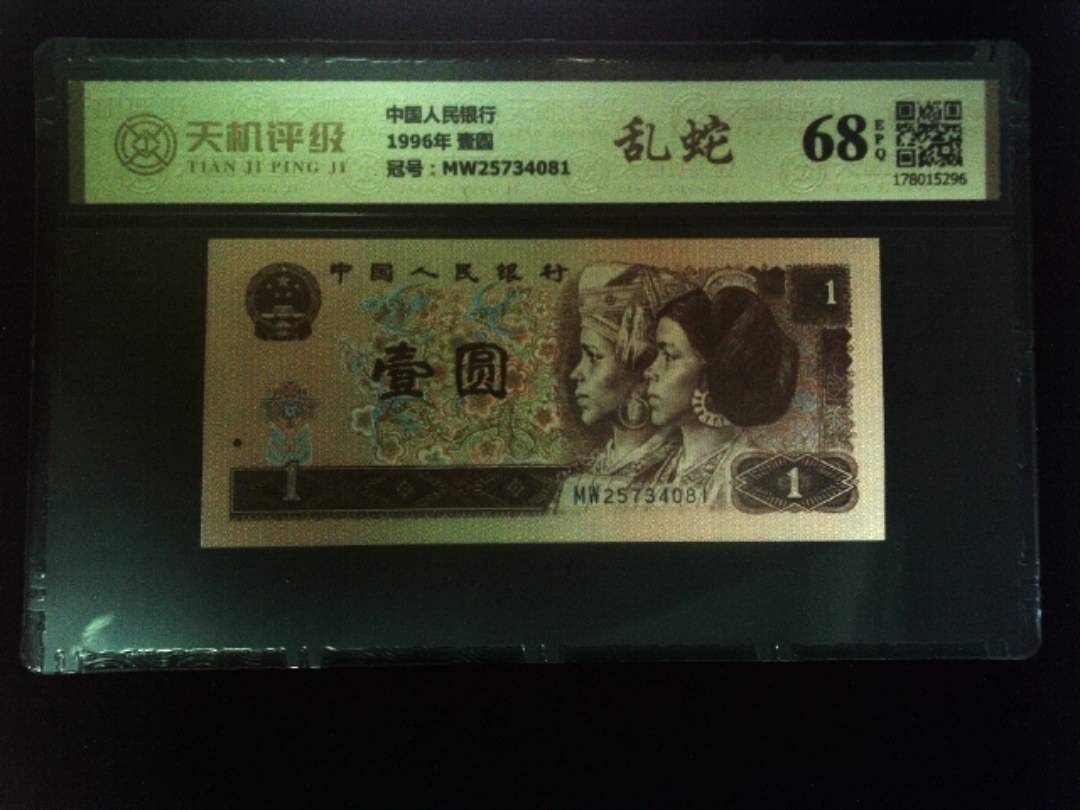 天机评级
TIAN JI PING JI
中国人民银行
1996年 壹圆
冠号：MW25734081
乱蛇
68
EPQ
178015296
中国人民银行
1
壹圆
1
MW25734081
1